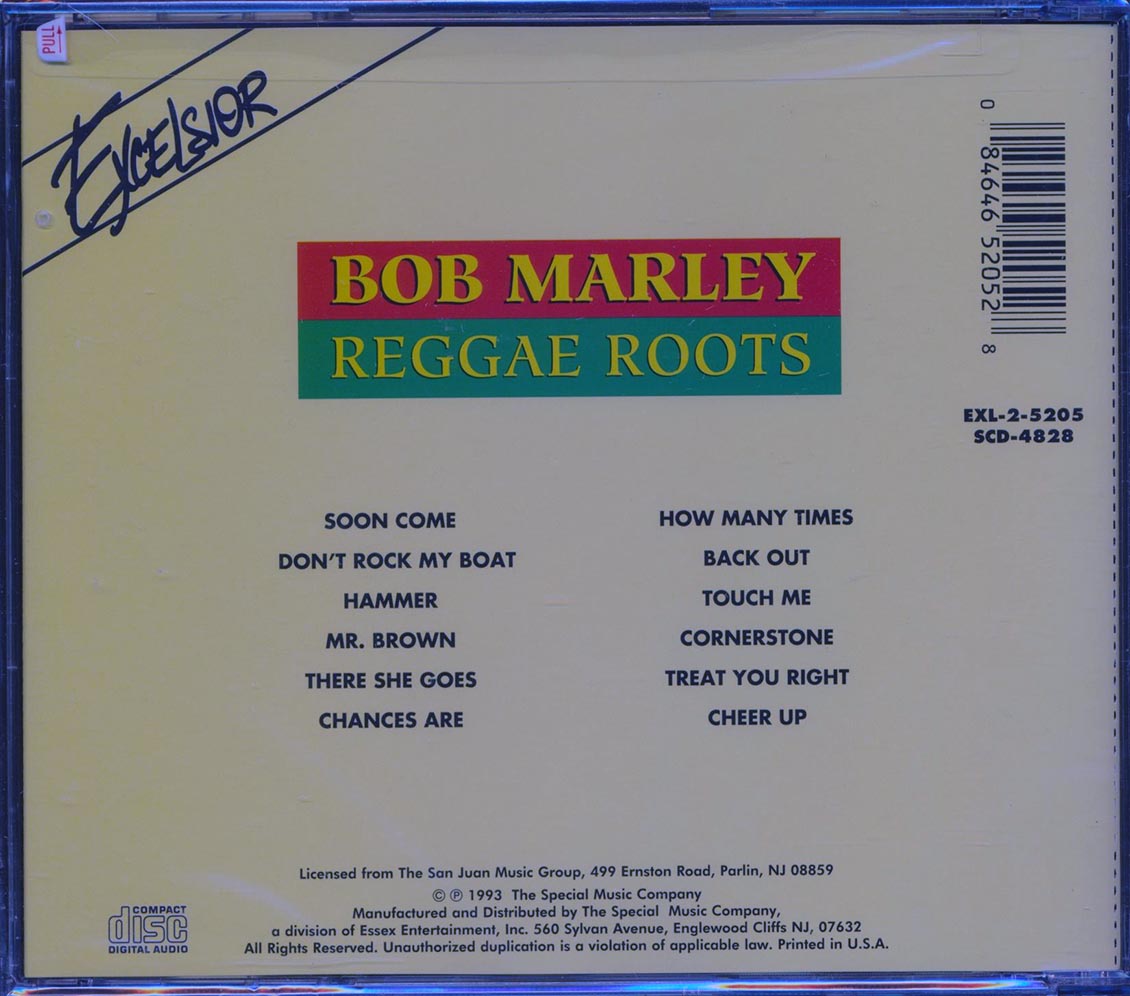 PULL
EXCELSIOR
0 84646 52052 8
BOB MARLEY
REGGAE ROOTS
EXL-2-5205
SCD-4828
SOON COME
DON'T ROCK MY BOAT
HAMMER
MR. BROWN
THERE SHE GOES
CHANCES ARE
HOW MANY TIMES
BACK OUT
TOUCH ME
CORNERSTONE
TREAT YOU RIGHT
CHEER UP
Licensed from The San Juan Music Group, 499 Ernston Road, Parlin, NJ 08859
© ℗ 1993 The Special Music Company
Manufactured and Distributed by The Special Music Company,
a division of Essex Entertainment, Inc. 560 Sylvan Avenue, Englewood Cliffs NJ, 07632
All Rights Reserved. Unauthorized duplication is a violation of applicable law. Printed in U.S.A.
COMPACT
disc
DIGITAL AUDIO